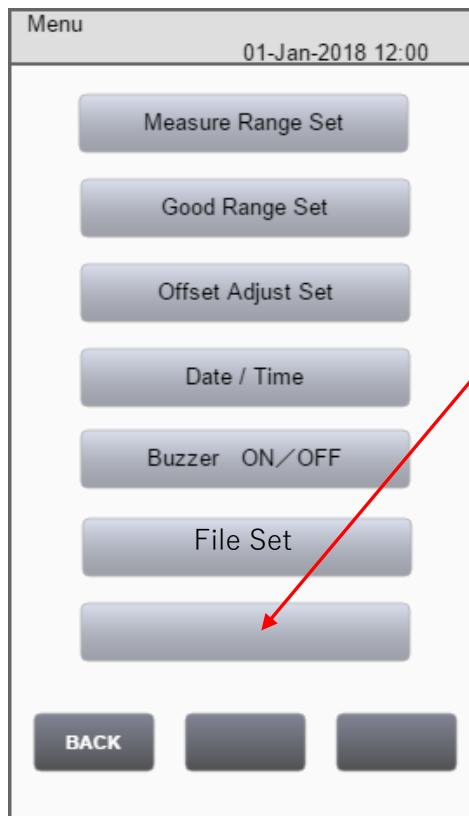 Menu
01-Jan-2018 12:00
Measure Range Set
Good Range Set
Offset Adjust Set
Date / Time
Buzzer　ON／OFF
File Set
BACK